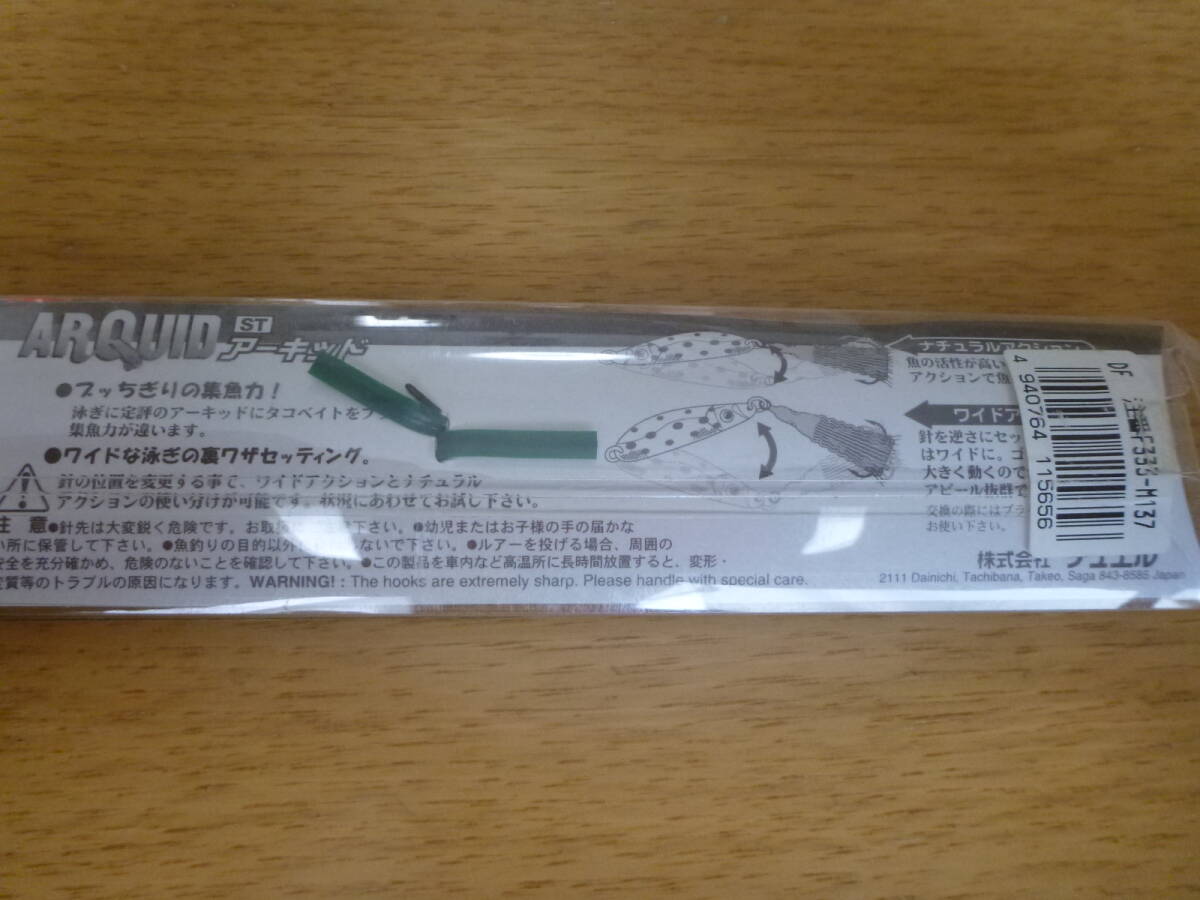 ARQUID ST アーキッド
●ブッちぎりの集魚力!
泳ぎに定評のアーキッドにタコベイトを
集魚力が違います。
●ワイドな泳ぎの裏ワザセッティング。
針の位置を変更する事で、ワイドアクションとナチュラル
アクションの使い分けが可能です。状況にあわせてお試し下さい。
注意●針先は大変鋭く危険です。 下さい。●幼児またはお子様の手の届かな
い所に保管して下さい。●魚釣りの目的以外 ないで下さい。●ルアーを投げる場合、周囲の
安全を充分確かめ、危険のないことを確認して下さい。●この製品を車内など高温所に長時間放置すると、変形・
変質等のトラブルの原因になります。 WARNING! : The hooks are extremely sharp. Please handle with special care.
ナチュラルアクション
魚の活性が高い
アクションで魚
ワイドア
針を逆さにセッ
はワイドに。
大きく動くので
アピール抜群で
交換の際にはプラ
お使い下さい。
株式会社デュエル
2111 Dainichi, Tachibana, Takeo, Saga 843-8585 Japan
DF
F333-M137
4 940764 115656